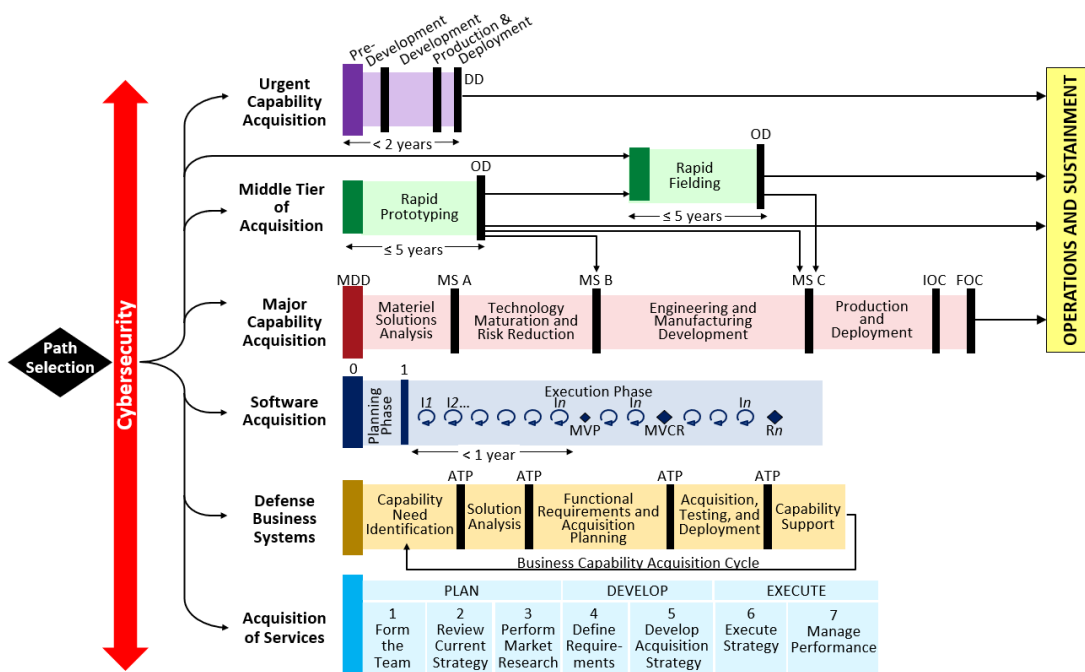 Pre-
Development
Development
Production &
Deployment
DD
Urgent
Capability
Acquisition
< 2 years
OD
Rapid
Fielding
≤ 5 years
OD
Middle Tier
of
Acquisition
Rapid
Prototyping
≤ 5 years
OPERATIONS AND SUSTAINMENT
MDD
MS A
MS B
MS C
IOC
FOC
Major
Capability
Acquisition
Materiel
Solutions
Analysis
Technology
Maturation and
Risk Reduction
Engineering and
Manufacturing
Development
Production
and
Deployment
Path
Selection
Cybersecurity
0
1
Software
Acquisition
Planning
Phase
Execution Phase
I1
I2...
In
In
In
MVP
MVCR
Rn
< 1 year
ATP
ATP
ATP
ATP
Defense
Business
Systems
Capability
Need
Identification
Solution
Analysis
Functional
Requirements and
Acquisition
Planning
Acquisition,
Testing, and
Deployment
Capability
Support
Business Capability Acquisition Cycle
Acquisition
of Services
PLAN
DEVELOP
EXECUTE
1
Form
the
Team
2
Review
Current
Strategy
3
Perform
Market
Research
4
Define
Require-
ments
5
Develop
Acquisition
Strategy
6
Execute
Strategy
7
Manage
Performance